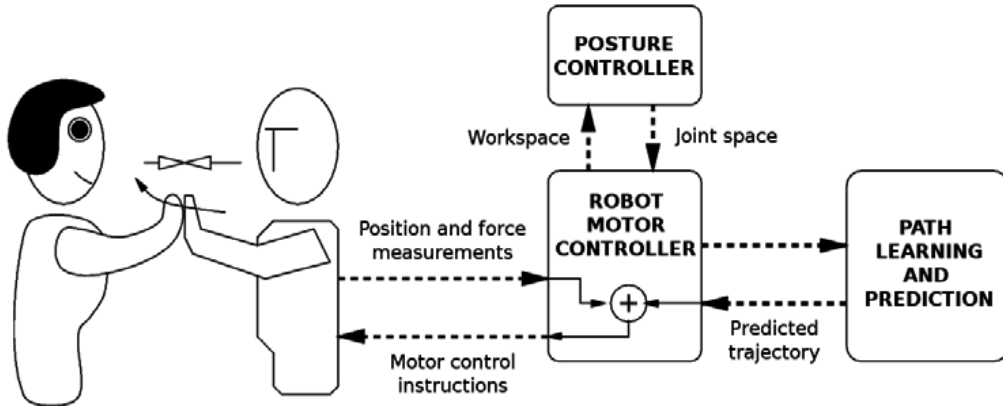 POSTURE
CONTROLLER
Workspace
Joint space
ROBOT
MOTOR
CONTROLLER
Position and force
measurements
PATH
LEARNING
AND
PREDICTION
+
Predicted
trajectory
Motor control
instructions